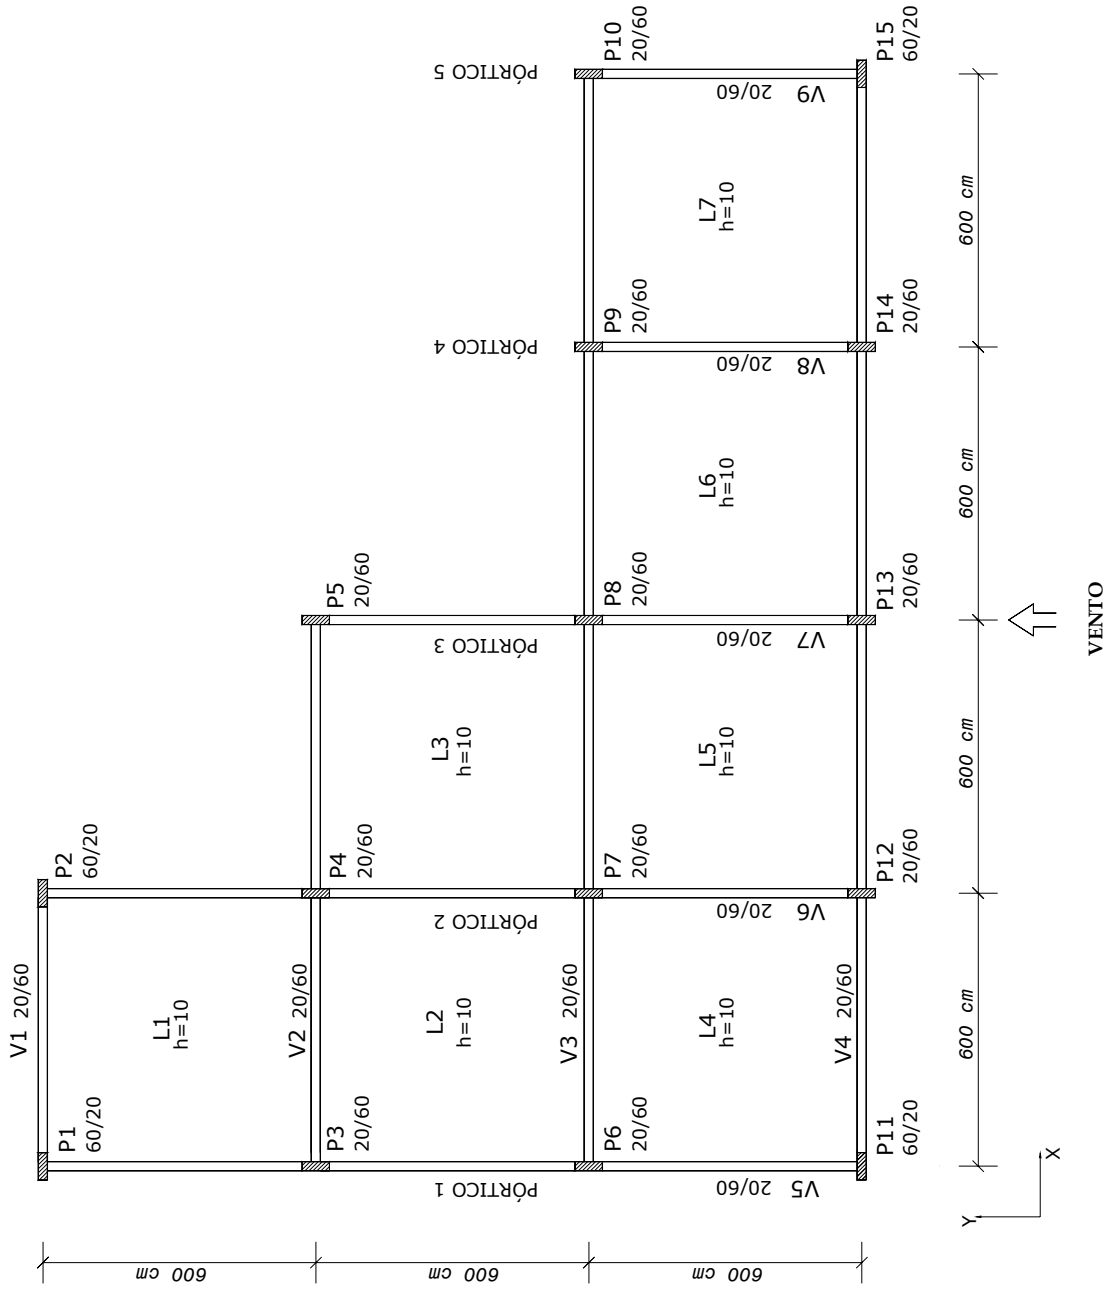 V1 20/60
P1
60/20
P2
60/20
L1
h=10
V2 20/60
P3
20/60
P4
20/60
P5
20/60
PÓRTICO 1
L2
h=10
PÓRTICO 2
L3
h=10
PÓRTICO 3
PÓRTICO 4
PÓRTICO 5
V3 20/60
P6
20/60
P7
20/60
P8
20/60
P9
20/60
P10
20/60
V5 20/60
L4
h=10
V6 20/60
L5
h=10
V7 20/60
L6
h=10
V8 20/60
L7
h=10
V9 20/60
V4 20/60
P11
60/20
P12
20/60
P13
20/60
P14
20/60
P15
60/20
600 cm
600 cm
600 cm
600 cm
600 cm
600 cm
600 cm
Y
X
VENTO